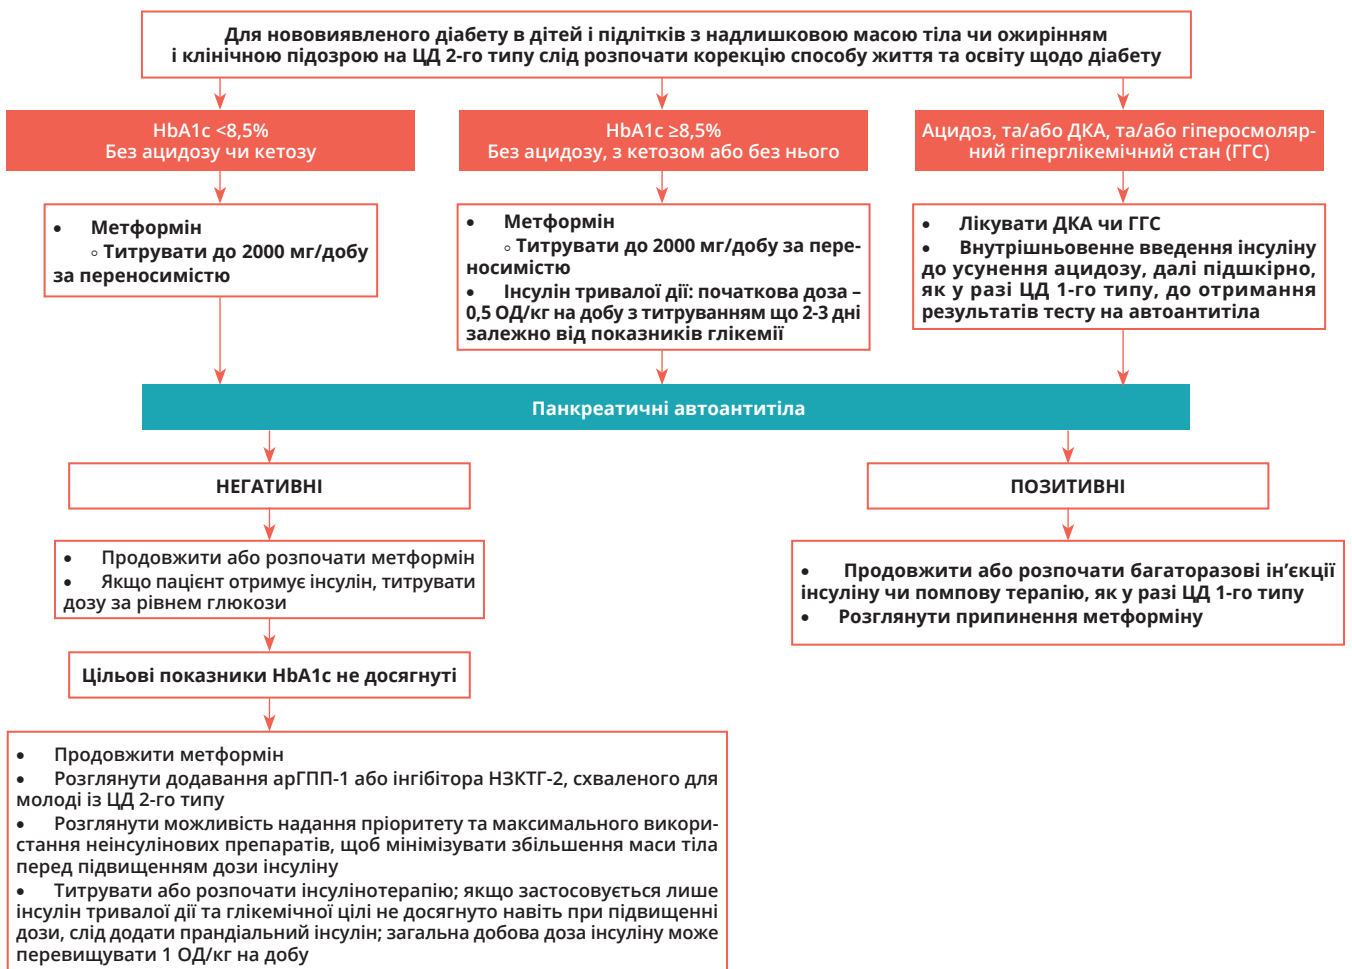 Для нововиявленого діабету в дітей і підлітків з надлишковою масою тіла чи ожирінням
і клінічною підозрою на ЦД 2-го типу слід розпочати корекцію способу життя та освіту щодо діабету
HbA1c <8,5%
Без ацидозу чи кетозу
HbA1c ≥8,5%
Без ацидозу, з кетозом або без нього
Ацидоз, та/або ДКА, та/або гіперосмоляр-
ний гіперглікемічний стан (ГГС)
• Метформін
◦ Титрувати до 2000 мг/добу
за переносимістю
• Метформін
◦ Титрувати до 2000 мг/добу за пере-
носимістю
• Інсулін тривалої дії: початкова доза –
0,5 ОД/кг на добу з титруванням що 2-3 дні
залежно від показників глікемії
• Лікувати ДКА чи ГГС
• Внутрішньовенне введення інсуліну
до усунення ацидозу, далі підшкірно,
як у разі ЦД 1-го типу, до отримання
результатів тесту на автоантитіла
Панкреатичні автоантитіла
НЕГАТИВНІ
• Продовжити або розпочати метформін
• Якщо пацієнт отримує інсулін, титрувати
дозу за рівнем глюкози
Цільові показники HbA1c не досягнуті
• Продовжити метформін
• Розглянути додавання арГПП-1 або інгібітора НЗКТГ-2, схваленого для
молоді із ЦД 2-го типу
• Розглянути можливість надання пріоритету та максимального викори-
стання неінсулінових препаратів, щоб мінімізувати збільшення маси тіла
перед підвищенням дози інсуліну
• Титрувати або розпочати інсулінотерапію; якщо застосовується лише
інсулін тривалої дії та глікемічної цілі не досягнуто навіть при підвищенні
дози, слід додати прандіальний інсулін; загальна добова доза інсуліну може
перевищувати 1 ОД/кг на добу
ПОЗИТИВНІ
• Продовжити або розпочати багаторазові ін’єкції
інсуліну чи помпову терапію, як у разі ЦД 1-го типу
• Розглянути припинення метформіну